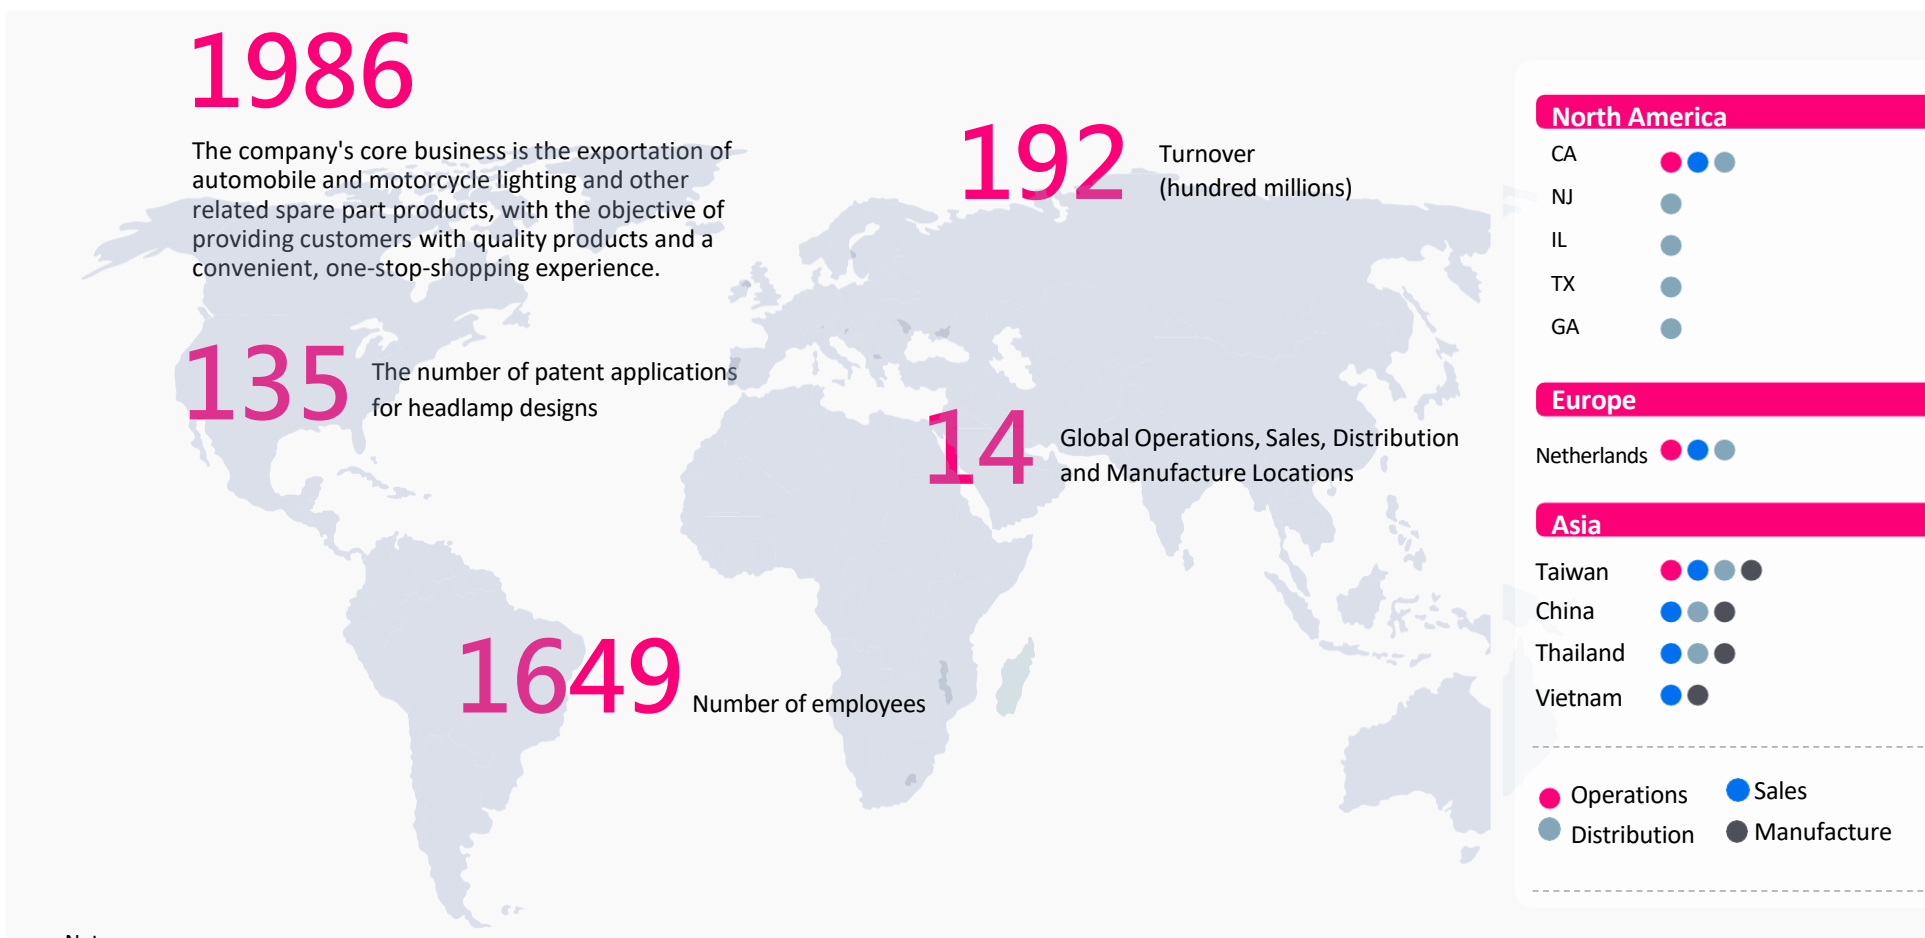 1986
The company's core business is the exportation of
automobile and motorcycle lighting and other
related spare part products, with the objective of
providing customers with quality products and a
convenient, one-stop-shopping experience.
192
Turnover
(hundred millions)
135
The number of patent applications
for headlamp designs
14
Global Operations, Sales, Distribution
and Manufacture Locations
1649
Number of employees
North America
CA
NJ
IL
TX
GA
Europe
Netherlands
Asia
Taiwan
China
Thailand
Vietnam
Operations
Sales
Distribution
Manufacture